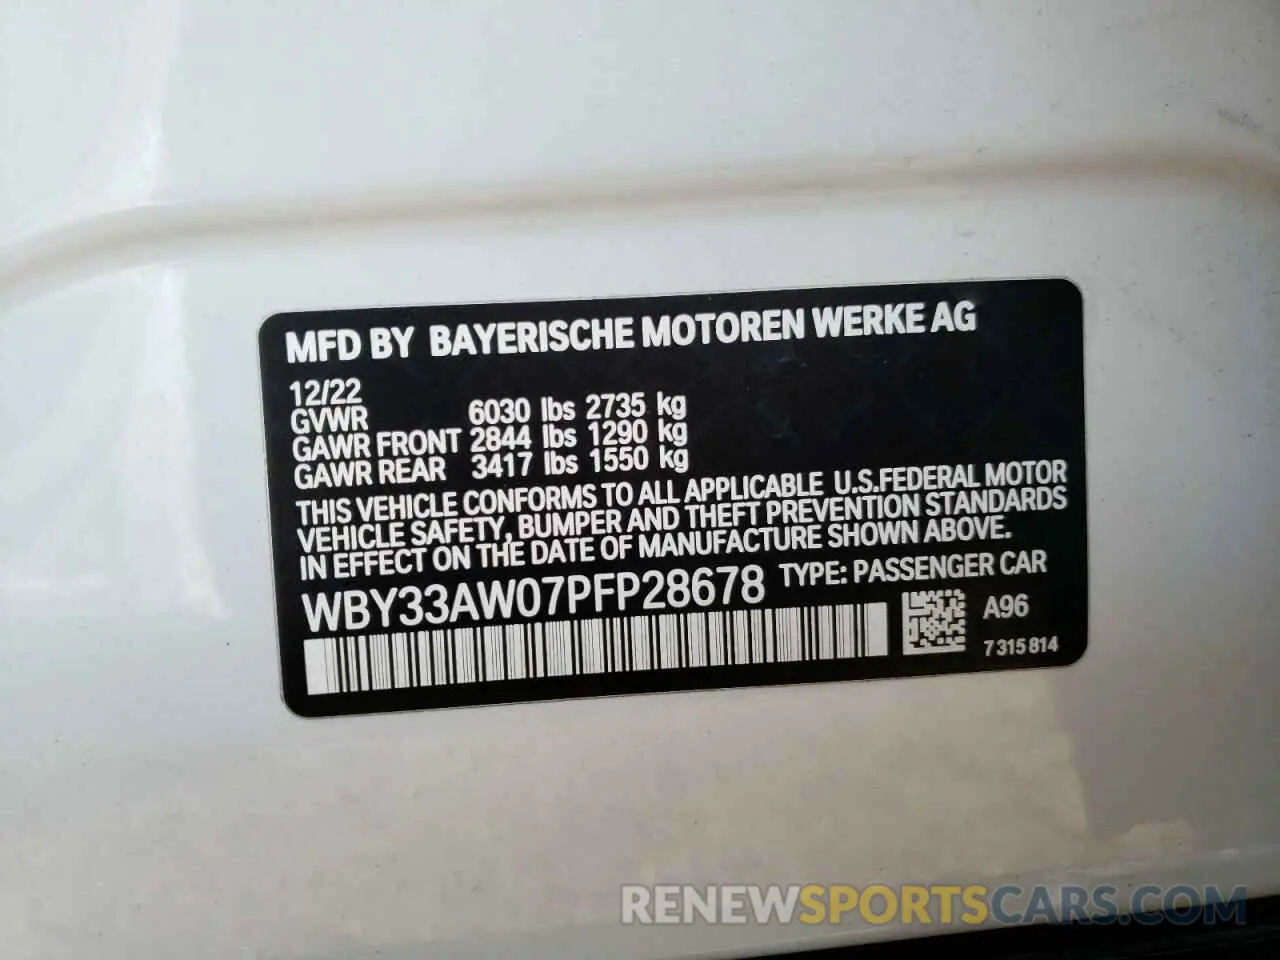 MFD BY BAYERISCHE MOTOREN WERKE AG
12/22
GVWR 6030 lbs 2735 kg
GAWR FRONT 2844 lbs 1290 kg
GAWR REAR 3417 lbs 1550 kg
THIS VEHICLE CONFORMS TO ALL APPLICABLE U.S.FEDERAL MOTOR
VEHICLE SAFETY, BUMPER AND THEFT PREVENTION STANDARDS
IN EFFECT ON THE DATE OF MANUFACTURE SHOWN ABOVE.
WBY33AW07PFP28678 TYPE: PASSENGER CAR
A96
7 315 814
RENEWSPORTSCARS.COM